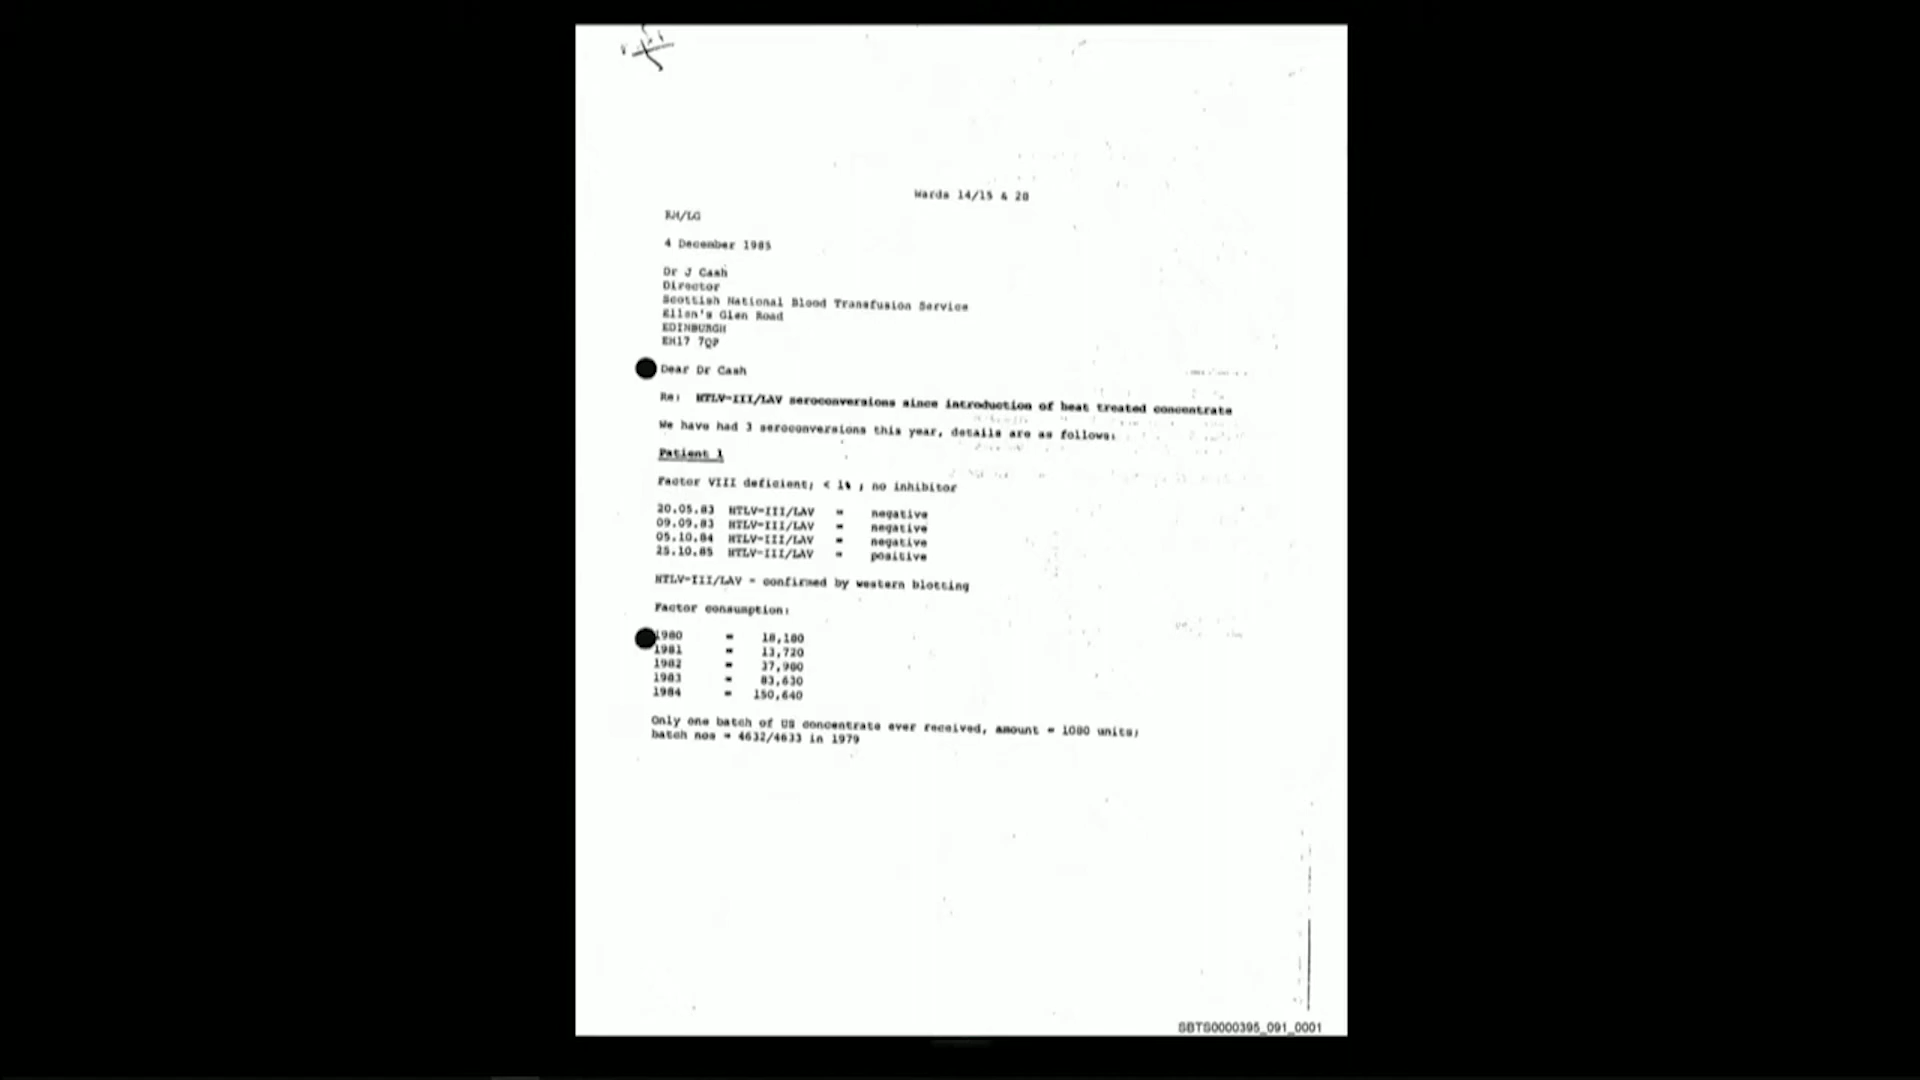 Wards 14/15 & 20
RH/LG
4 December 1985
Dr J Cash
Director
Scottish National Blood Transfusion Service
Ellen's Glen Road
EDINBURGH
EH17 7QP
Dear Dr Cash
Re: HTLV-III/LAV seroconversions since introduction of heat treated concentrate
We have had 3 seroconversions this year, details are as follows:
Patient 1
Factor VIII deficient; < 1% ; no inhibitor
20.05.83 HTLV-III/LAV = negative
09.09.83 HTLV-III/LAV = negative
05.10.84 HTLV-III/LAV = negative
25.10.85 HTLV-III/LAV = positive
HTLV-III/LAV - confirmed by western blotting
Factor consumption:
1980 = 18,180
1981 = 13,720
1982 = 37,980
1983 = 83,630
1984 = 150,640
Only one batch of US concentrate ever received, amount = 1080 units;
batch nos = 4632/4633 in 1979
SBTS0000395_091_0001